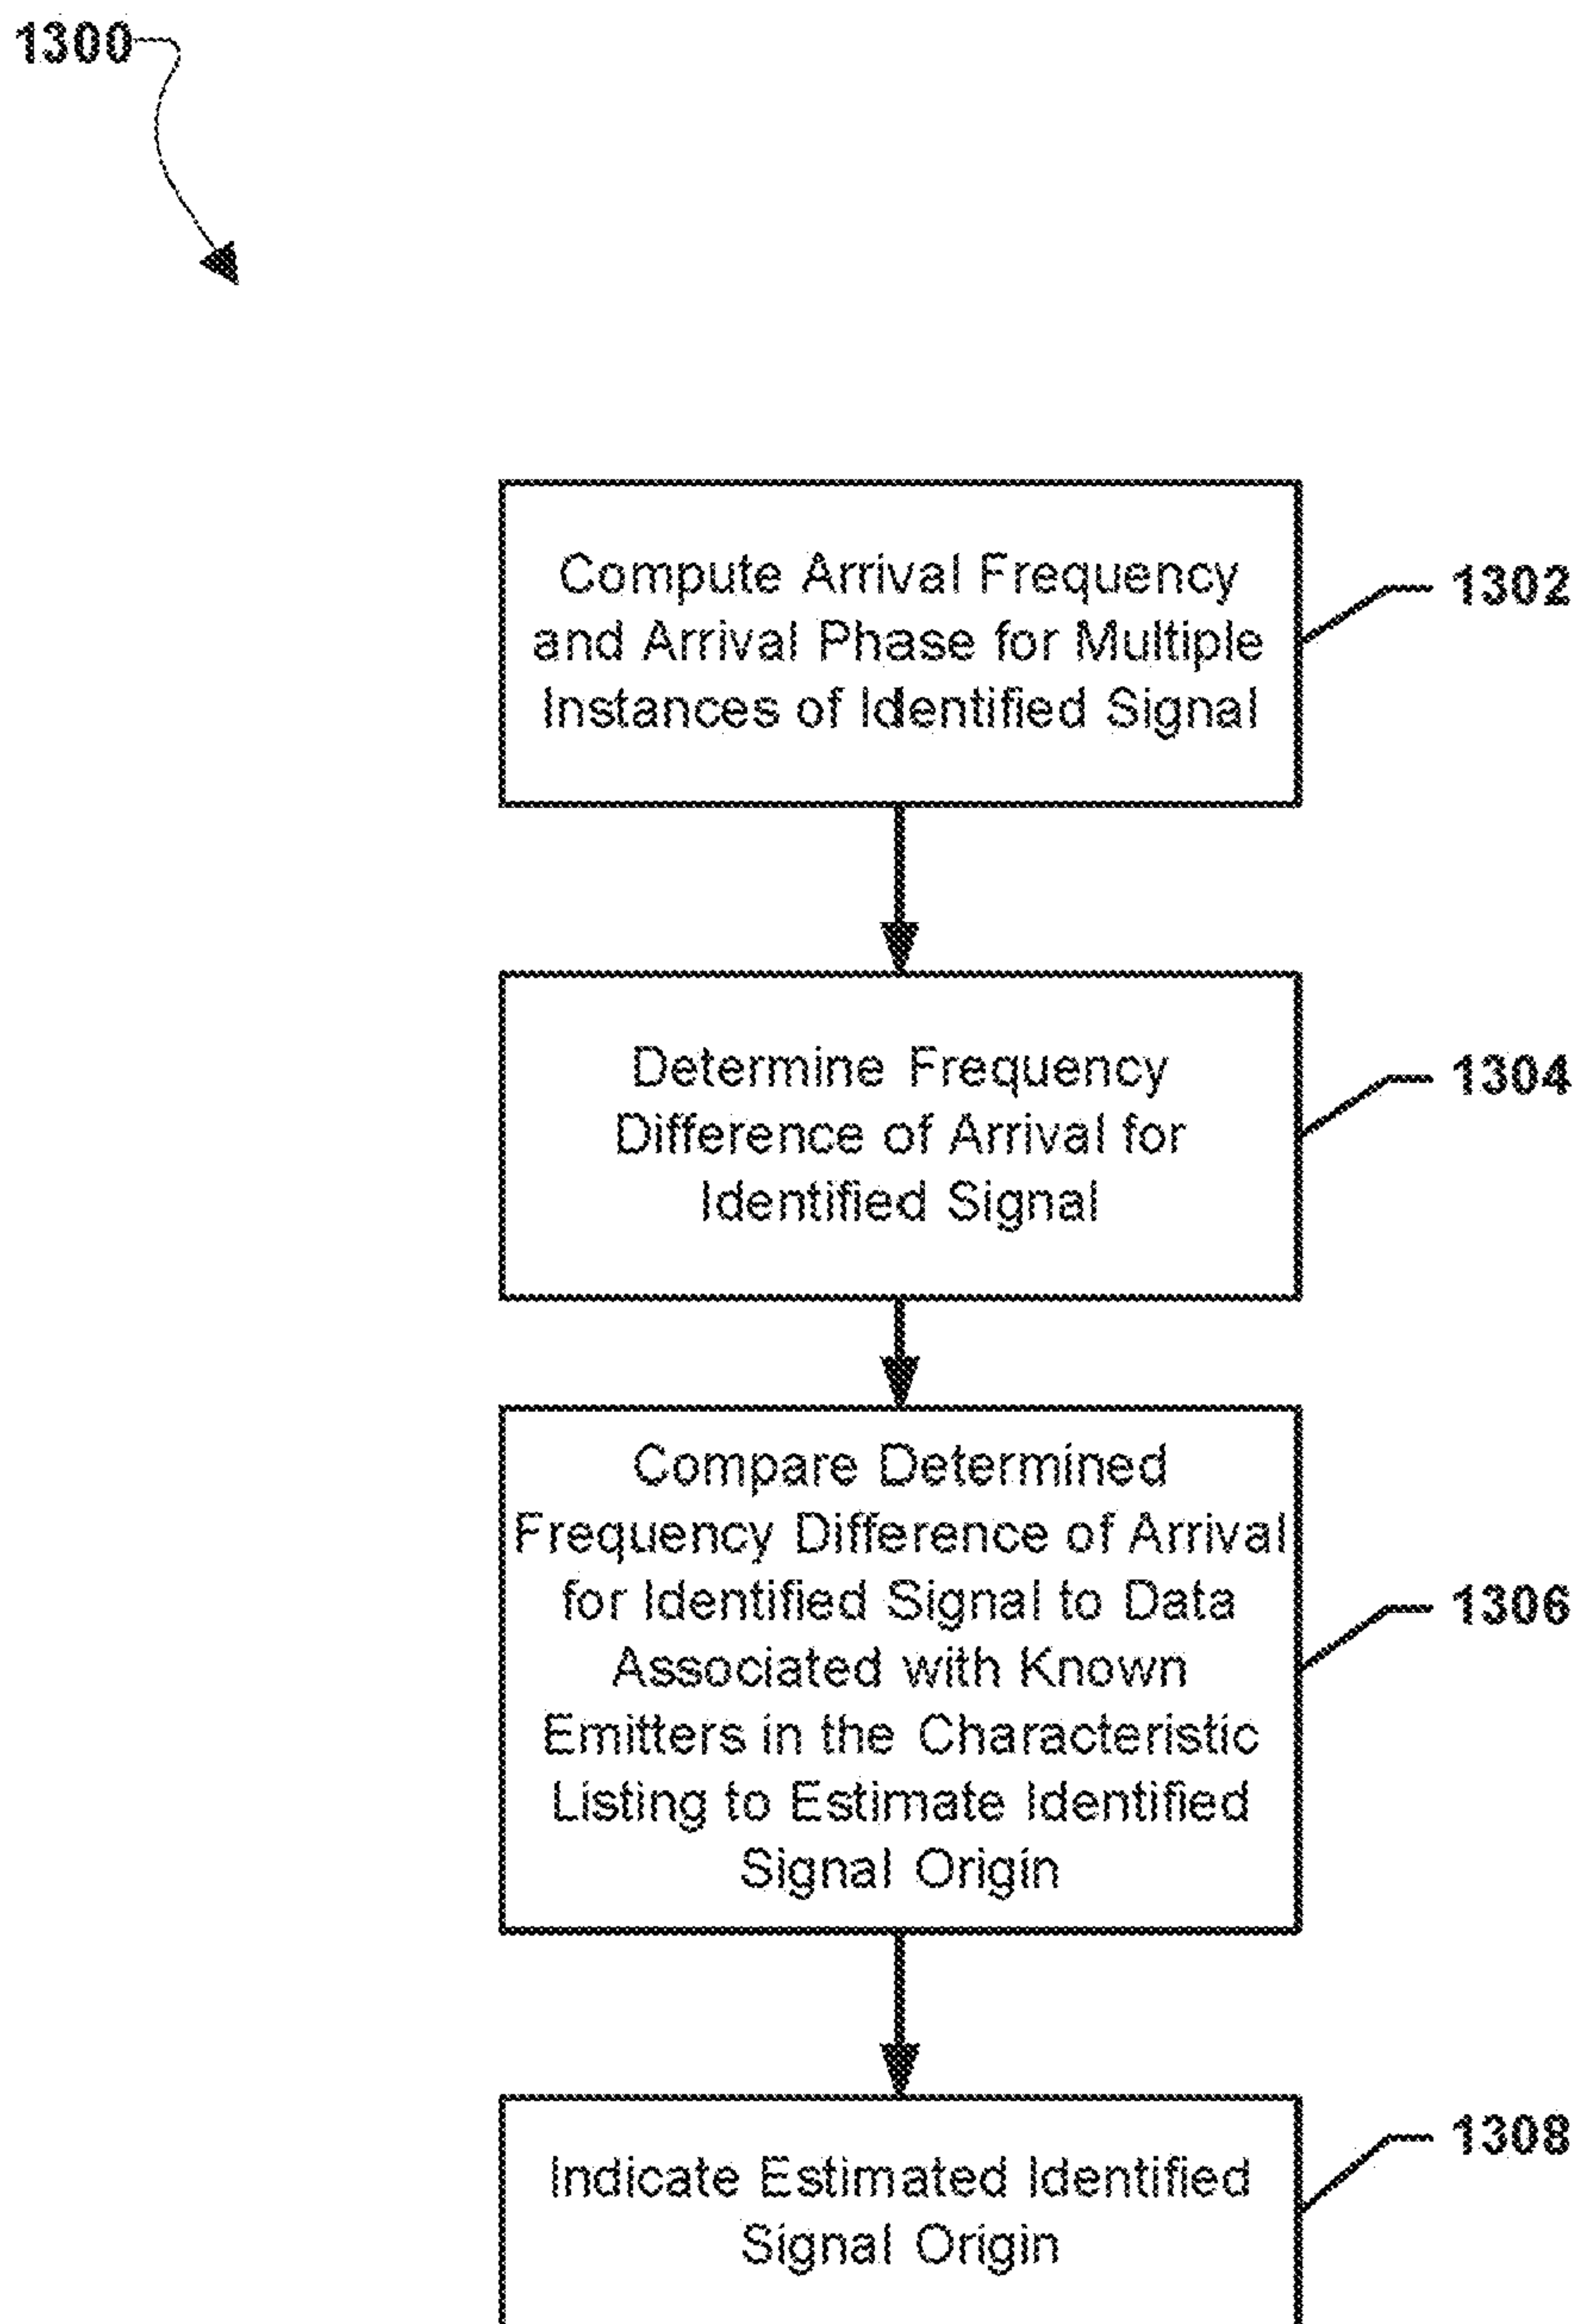 1300
Compute Arrival Frequency
and Arrival Phase for Multiple
Instances of Identified Signal
1302
Determine Frequency
Difference of Arrival for
Identified Signal
1304
Compare Determined
Frequency Difference of Arrival
for Identified Signal to Data
Associated with Known
Emitters in the Characteristic
Listing to Estimate Identified
Signal Origin
1306
Indicate Estimated Identified
Signal Origin
1308